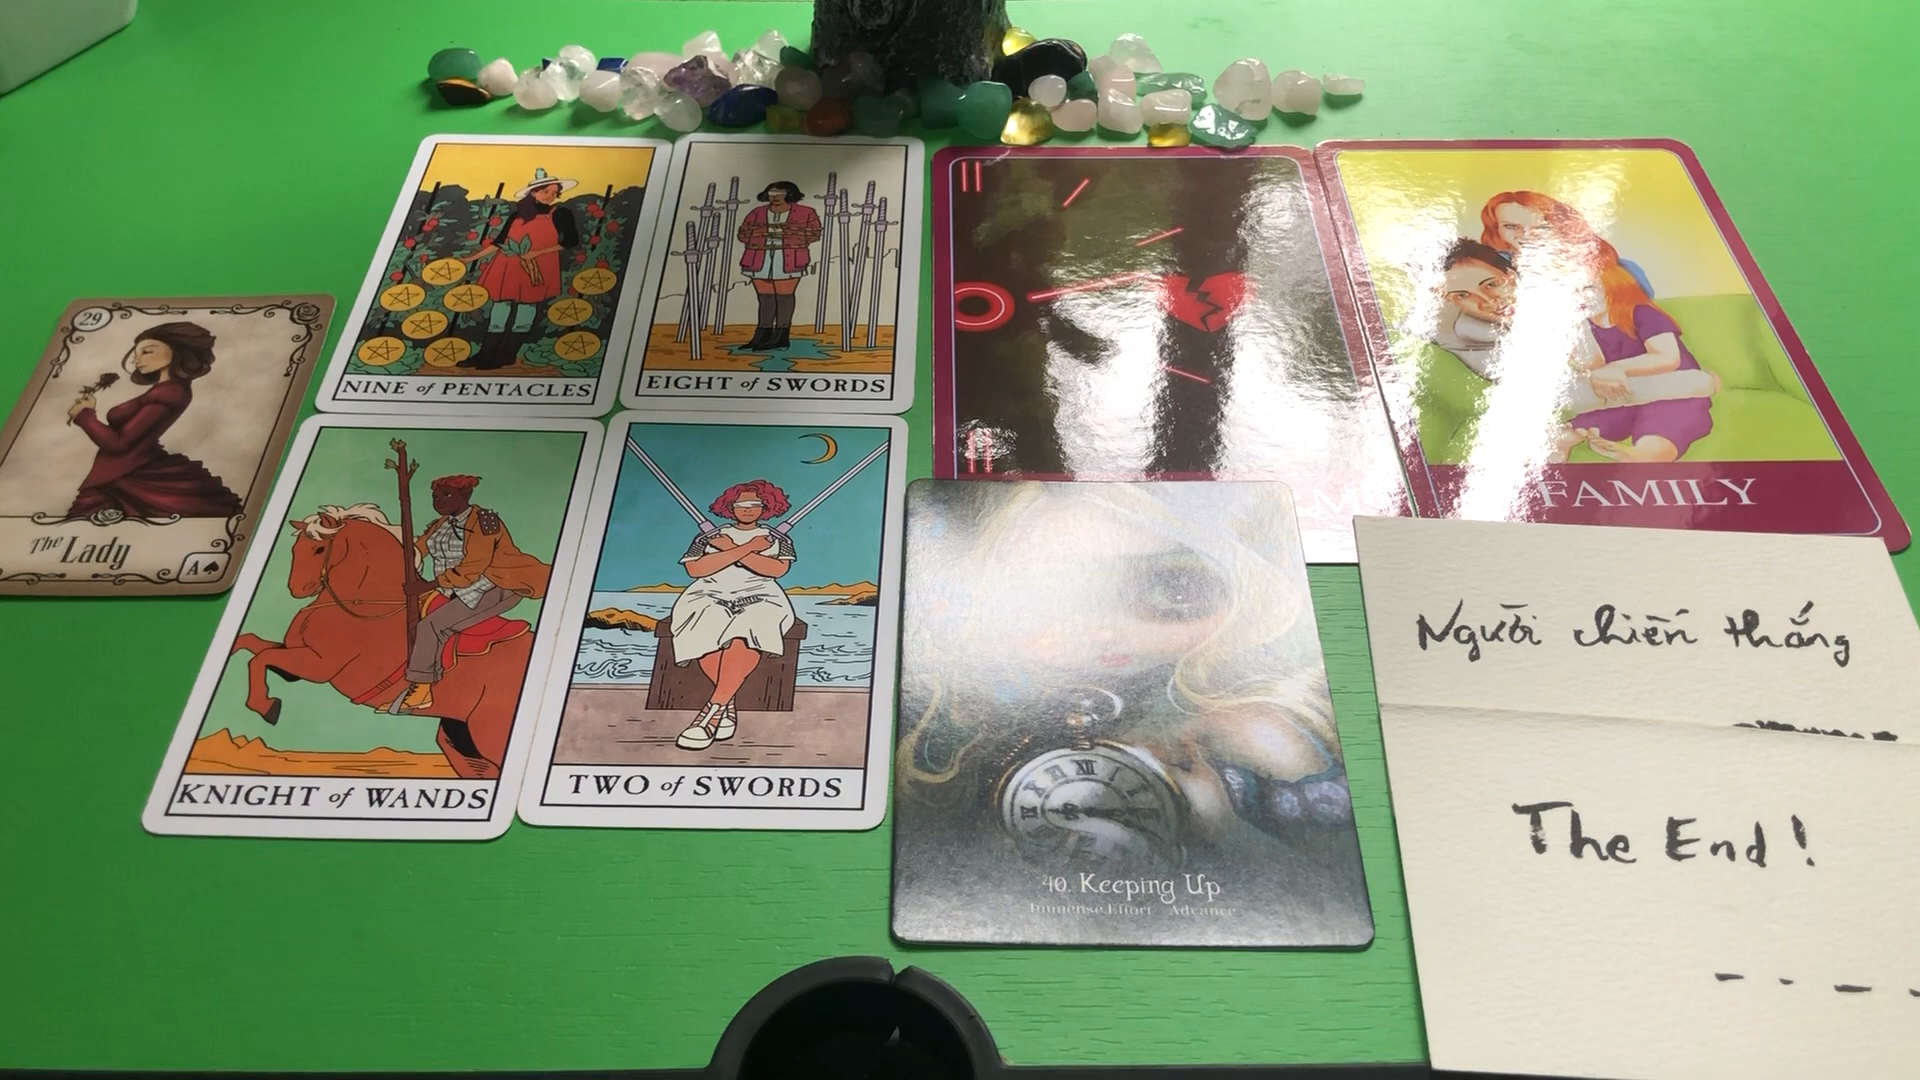 29
The Lady
A♠
NINE of PENTACLES
EIGHT of SWORDS
KNIGHT of WANDS
TWO of SWORDS
FAMILY
40. Keeping Up
Immense Effort Advance
Người chiến thắng
The End!